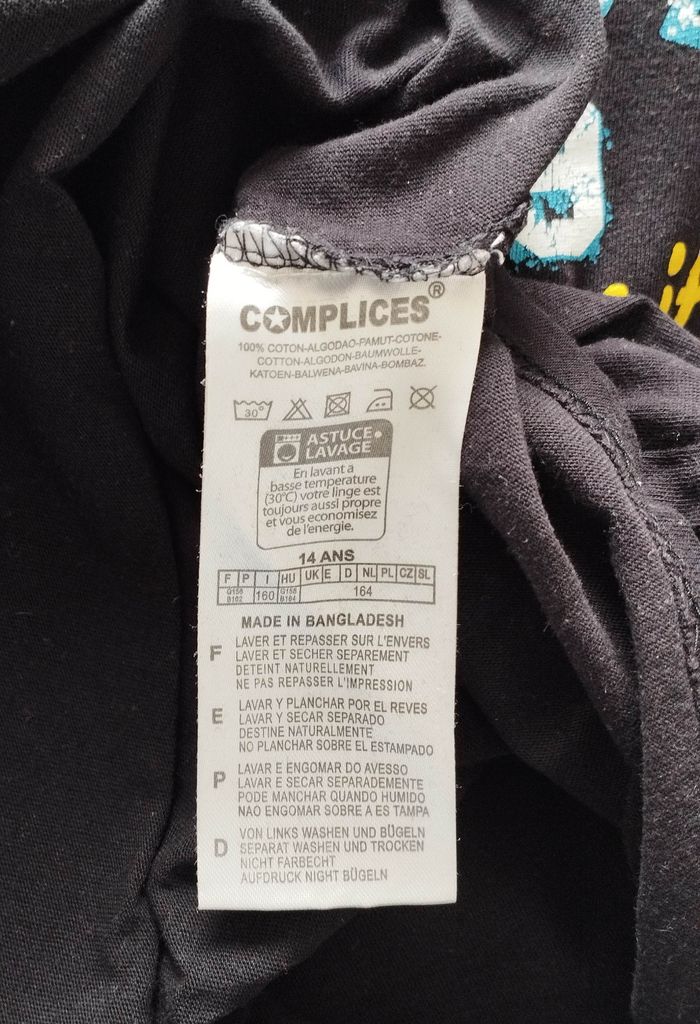 COMPLICES®
100% COTON-ALGODAO-PAMUT-COTONE-
COTTON-ALGODON-BAUMWOLLE-
KATOEN-BALWENA-BAVINA-BOMBAZ.
30°
ASTUCE
LAVAGE
En lavant a
basse temperature
(30°C) votre linge est
toujours aussi propre
et vous economisez
de l'energie.
14 ANS
F P I HU UK E D NL PL CZ SL
G156 B162 160 G158 B164 164
MADE IN BANGLADESH
F LAVER ET REPASSER SUR L'ENVERS
LAVER ET SECHER SEPAREMENT
DETEINT NATURELLEMENT
NE PAS REPASSER L'IMPRESSION
E LAVAR Y PLANCHAR POR EL REVES
LAVAR Y SECAR SEPARADO
DESTINE NATURALMENTE
NO PLANCHAR SOBRE EL ESTAMPADO
P LAVAR E ENGOMAR DO AVESSO
LAVAR E SECAR SEPARADEMENTE
PODE MANCHAR QUANDO HUMIDO
NAO ENGOMAR SOBRE A ES TAMPA
D VON LINKS WASHEN UND BÜGELN
SEPARAT WASHEN UND TROCKEN
NICHT FARBECHT
AUFDRUCK NIGHT BÜGELN